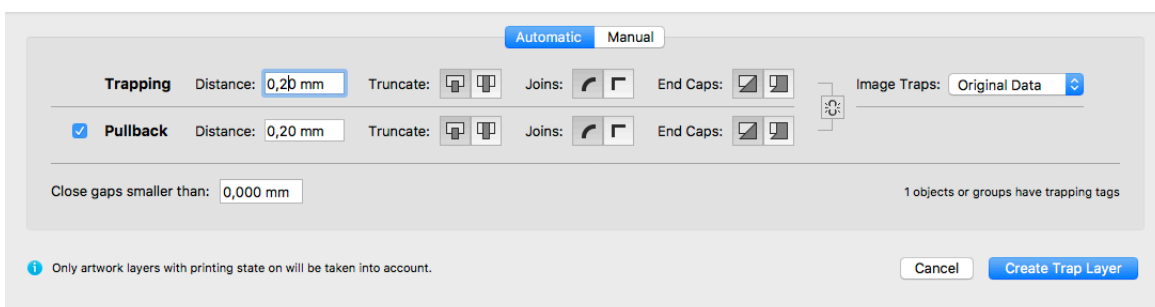 Automatic Manual
Trapping Distance: 0,20 mm Truncate: Joins: End Caps: Image Traps: Original Data
Pullback Distance: 0,20 mm Truncate: Joins: End Caps:
Close gaps smaller than: 0,000 mm 1 objects or groups have trapping tags
Only artwork layers with printing state on will be taken into account. Cancel Create Trap Layer